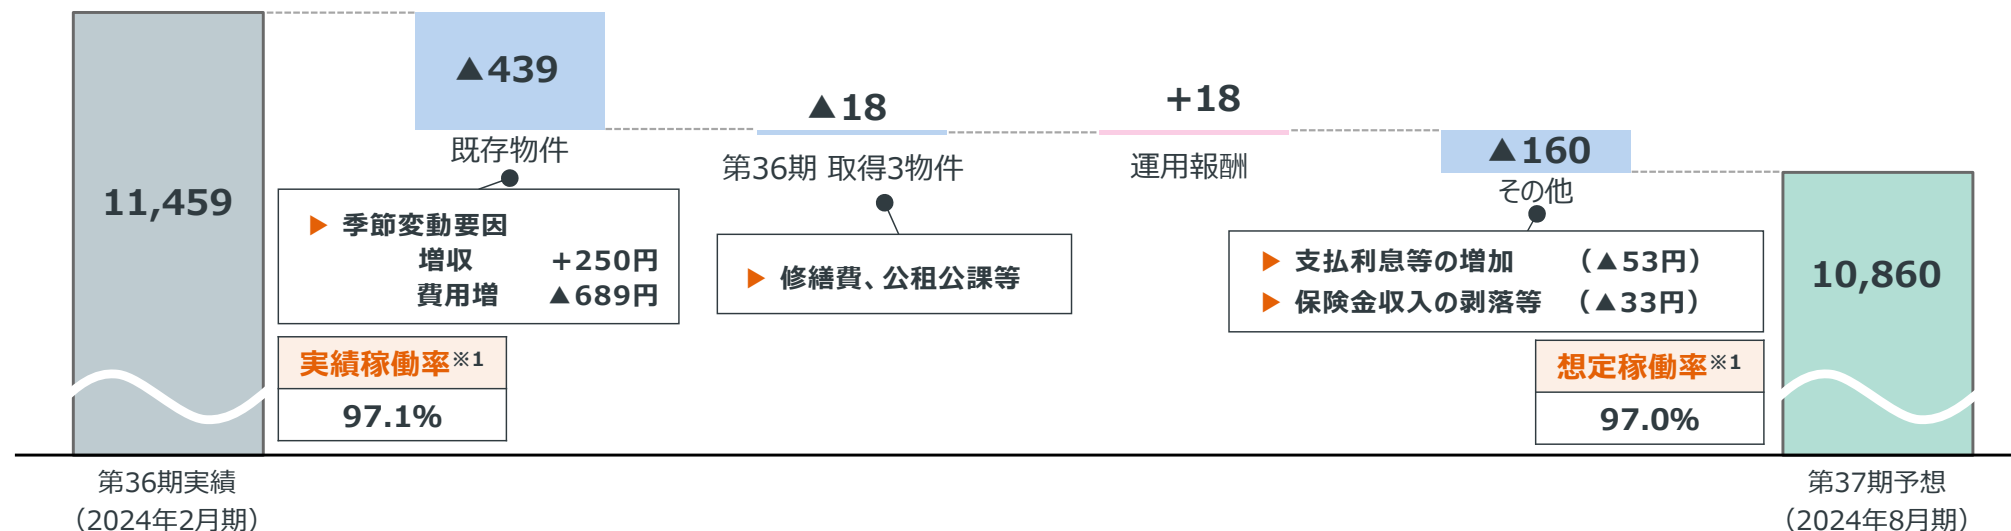 11,459
▲439
既存物件
▶ 季節変動要因
増収 +250円
費用増 ▲689円
実績稼働率※1
97.1%
▲18
第36期 取得3物件
▶ 修繕費、公租公課等
+18
運用報酬
▲160
その他
▶ 支払利息等の増加 （▲53円）
▶ 保険金収入の剥落等 （▲33円）
想定稼働率※1
97.0%
10,860
第36期実績
（2024年2月期）
第37期予想
（2024年8月期）